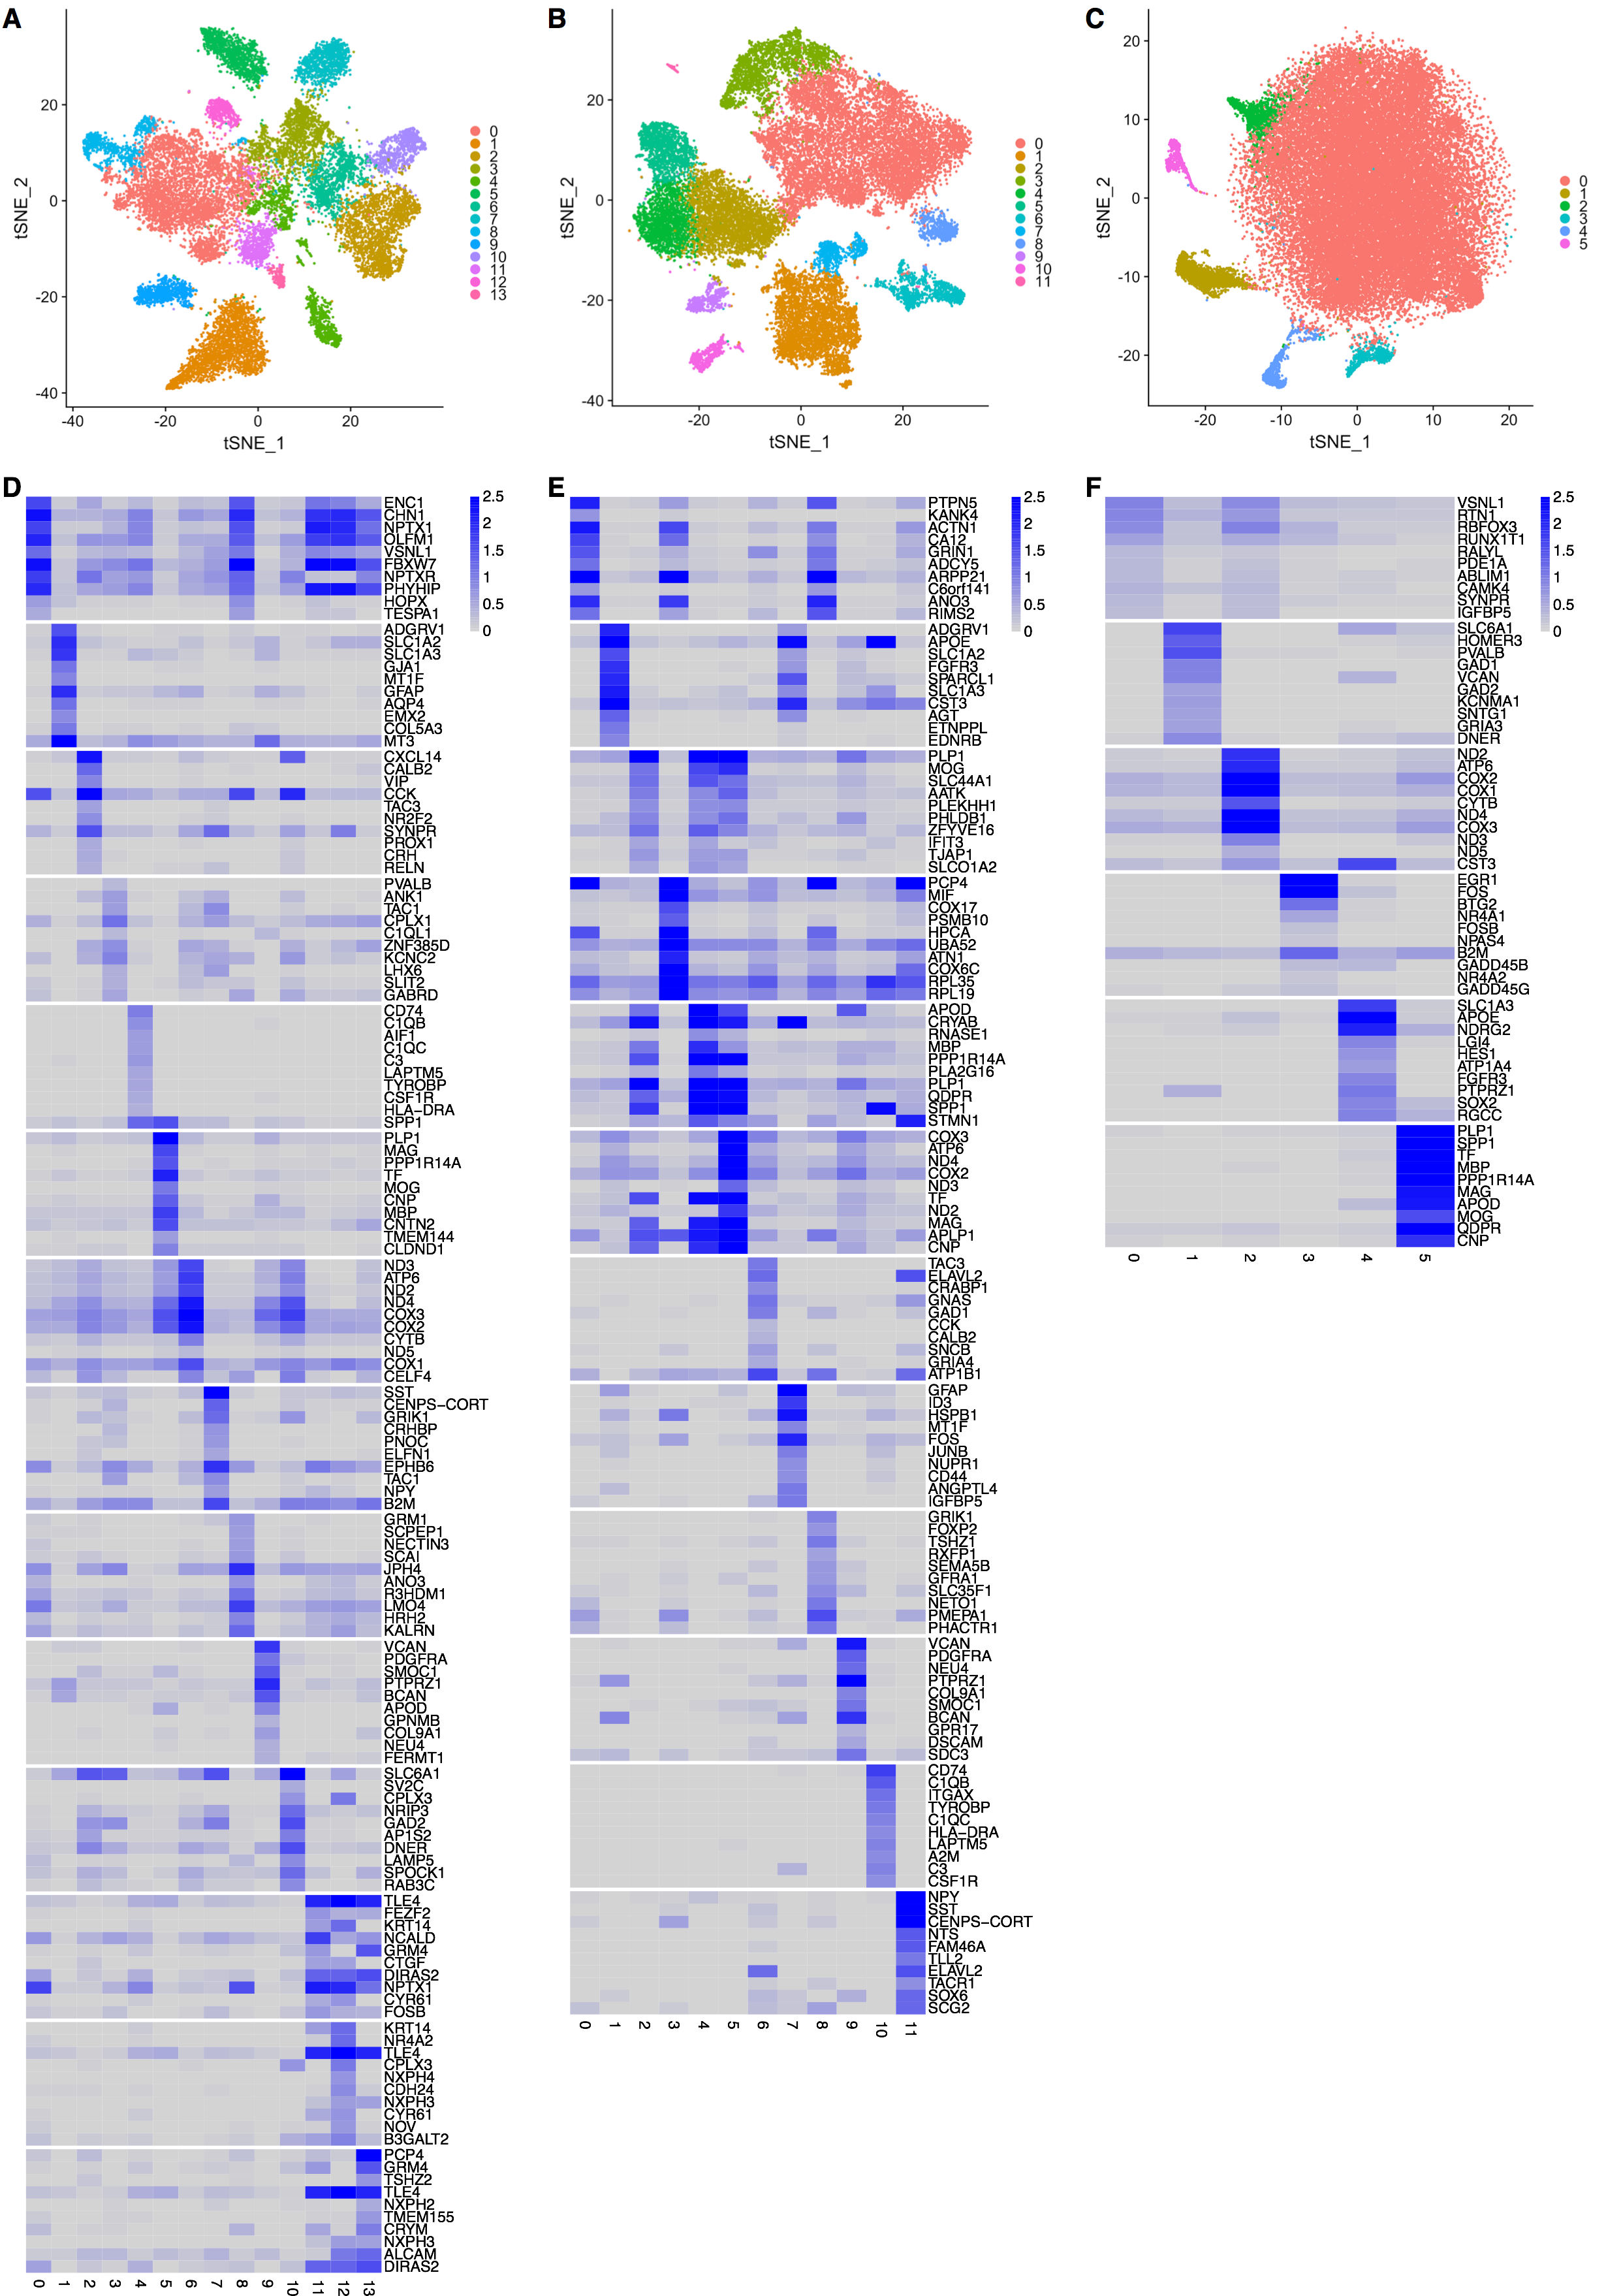 A
B
C
tSNE_2
20
0
-20
-40
-40
-20
0
20
tSNE_1
0
1
2
3
4
5
6
7
8
9
10
11
12
13
tSNE_2
20
0
-20
-40
-20
0
20
tSNE_1
0
1
2
3
4
5
6
7
8
9
10
11
tSNE_2
20
10
0
-10
-20
-20
-10
0
10
20
tSNE_1
0
1
2
3
4
5
D
ENC1
CHN1
NPTX1
OLFM1
VSNL1
FBXW7
NPTXR
PHYHIP
HOPX
TESPA1
ADGRV1
SLC1A2
SLC1A3
GJA1
MT1F
GFAP
AQP4
EMX2
COL5A3
MT3
CXCL14
CALB2
VIP
CCK
TAC3
NR2F2
SYNPR
PROX1
CRH
RELN
PVALB
ANK1
TAC1
CPLX1
C1QL1
ZNF385D
KCNC2
LHX6
SLIT2
GABRD
CD74
C1QB
AIF1
C1QC
C3
LAPTM5
TYROBP
CSF1R
HLA−DRA
SPP1
PLP1
MAG
PPP1R14A
TF
MOG
CNP
MBP
CNTN2
TMEM144
CLDND1
ND3
ATP6
ND2
ND4
COX3
COX2
CYTB
ND5
COX1
CELF4
SST
CENPS−CORT
GRIK1
CRHBP
PNOC
ELFN1
EPHB6
TAC1
NPY
B2M
GRM1
SCPEP1
NECTIN3
SCAI
JPH4
ANO3
R3HDM1
LMO4
HRH2
KALRN
VCAN
PDGFRA
SMOC1
PTPRZ1
BCAN
APOD
GPNMB
COL9A1
NEU4
FERMT1
SLC6A1
SV2C
CPLX3
NRIP3
GAD2
AP1S2
DNER
LAMP5
SPOCK1
RAB3C
TLE4
FEZF2
KRT14
NCALD
GRM4
CTGF
DIRAS2
NPTX1
CYR61
FOSB
KRT14
NR4A2
TLE4
CPLX3
NXPH4
CDH24
NXPH3
CYR61
NOV
B3GALT2
PCP4
GRM4
TSHZ2
TLE4
NXPH2
TMEM155
CRYM
NXPH3
ALCAM
DIRAS2
0
1
2
3
4
5
6
7
8
9
10
11
12
13
2.5
2
1.5
1
0.5
0
E
PTPN5
KANK4
ACTN1
CA12
GRIN1
ADCY5
ARPP21
C6orf141
ANO3
RIMS2
ADGRV1
APOE
SLC1A2
FGFR3
SPARCL1
SLC1A3
CST3
AGT
ETNPPL
EDNRB
PLP1
MOG
SLC44A1
AATK
PLEKHH1
PHLDB1
ZFYVE16
IFIT3
TJAP1
SLCO1A2
PCP4
MIF
COX17
PSMB10
HPCA
UBA52
ATN1
COX6C
RPL35
RPL19
APOD
CRYAB
RNASE1
MBP
PPP1R14A
PLA2G16
PLP1
QDPR
SPP1
STMN1
COX3
ATP6
ND4
COX2
ND3
TF
ND2
MAG
APLP1
CNP
TAC3
ELAVL2
CRABP1
GNAS
GAD1
CCK
CALB2
SNCB
GRIA4
ATP1B1
GFAP
ID3
HSPB1
MT1F
FOS
JUNB
NUPR1
CD44
ANGPTL4
IGFBP5
GRIK1
FOXP2
TSHZ1
RXFP1
SEMA5B
GFRA1
SLC35F1
NETO1
PMEPA1
PHACTR1
VCAN
PDGFRA
NEU4
PTPRZ1
COL9A1
SMOC1
BCAN
GPR17
DSCAM
SDC3
CD74
C1QB
ITGAX
TYROBP
C1QC
HLA−DRA
LAPTM5
A2M
C3
CSF1R
NPY
SST
CENPS−CORT
NTS
FAM46A
TLL2
ELAVL2
TACR1
SOX6
SCG2
0
1
2
3
4
5
6
7
8
9
10
11
2.5
2
1.5
1
0.5
0
F
VSNL1
RTN1
RBFOX3
RUNX1T1
RALYL
PDE1A
ABLIM1
CAMK4
SYNPR
IGFBP5
SLC6A1
HOMER3
PVALB
GAD1
VCAN
GAD2
KCNMA1
SNTG1
GRIA3
DNER
ND2
ATP6
COX2
COX1
CYTB
ND4
COX3
ND3
ND5
CST3
EGR1
FOS
BTG2
NR4A1
FOSB
NPAS4
B2M
GADD45B
NR4A2
GADD45G
SLC1A3
APOE
NDRG2
LGI4
HES1
ATP1A4
FGFR3
PTPRZ1
SOX2
RGCC
PLP1
SPP1
TF
MBP
PPP1R14A
MAG
APOD
MOG
QDPR
CNP
0
1
2
3
4
5
2.5
2
1.5
1
0.5
0